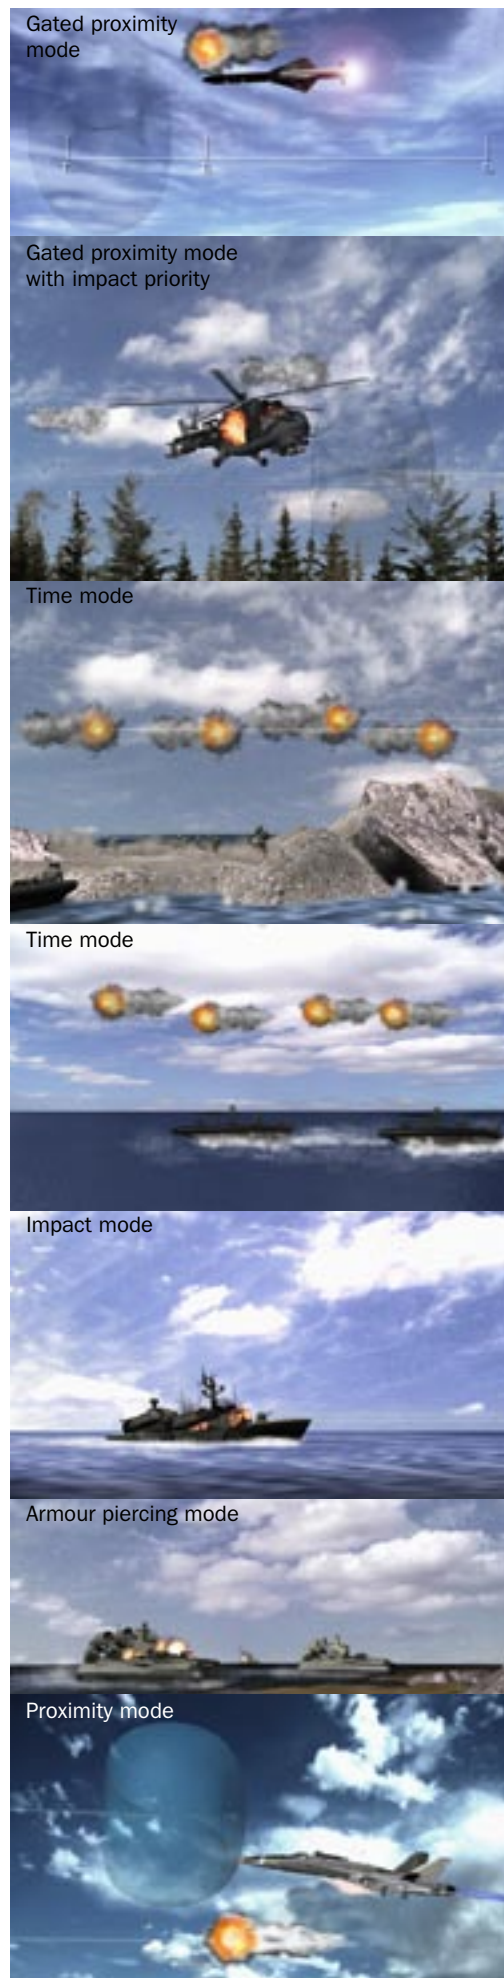 Gated proximity
mode
Gated proximity mode
with impact priority
Time mode
Time mode
Impact mode
Armour piercing mode
Proximity mode